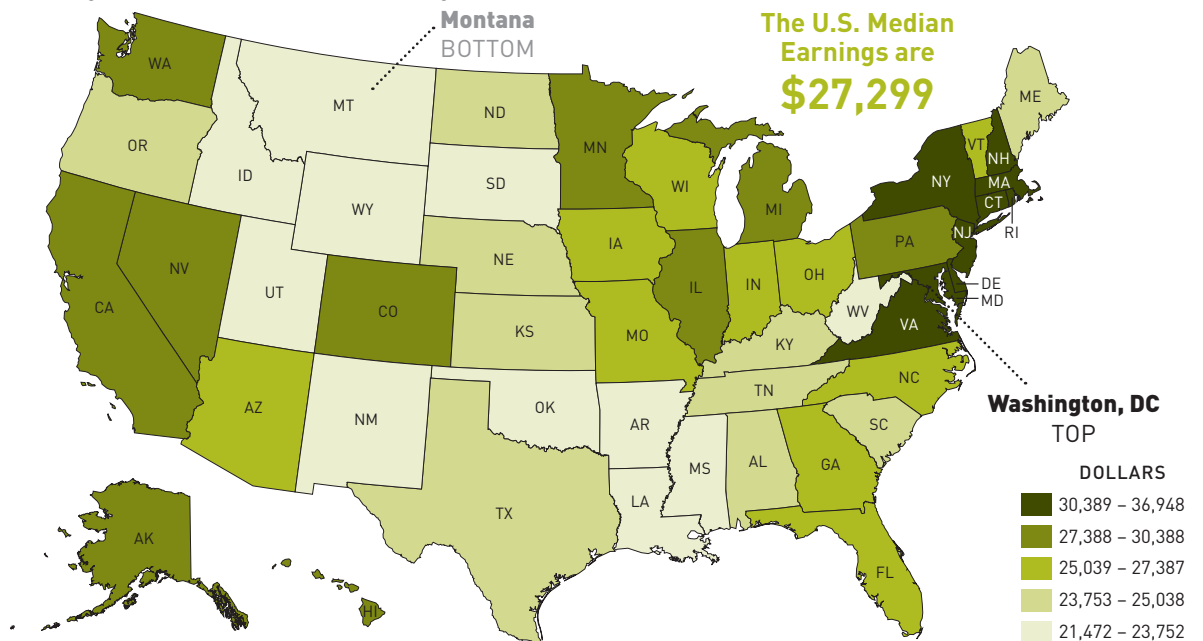 Montana
BOTTOM
The U.S. Median
Earnings are
$27,299
WA
MT
ND
ME
OR
MN
VT
NH
ID
SD
WI
NY
MA
WY
MI
CT
RI
IA
PA
NJ
NV
NE
OH
UT
IL
IN
DE
MD
CA
CO
WV
VA
KS
MO
KY
NC
AZ
OK
TN
Washington, DC
TOP
NM
AR
SC
MS
AL
GA
LA
TX
DOLLARS
30,389 – 36,948
AK
27,388 – 30,388
FL
25,039 – 27,387
HI
23,753 – 25,038
21,472 – 23,752